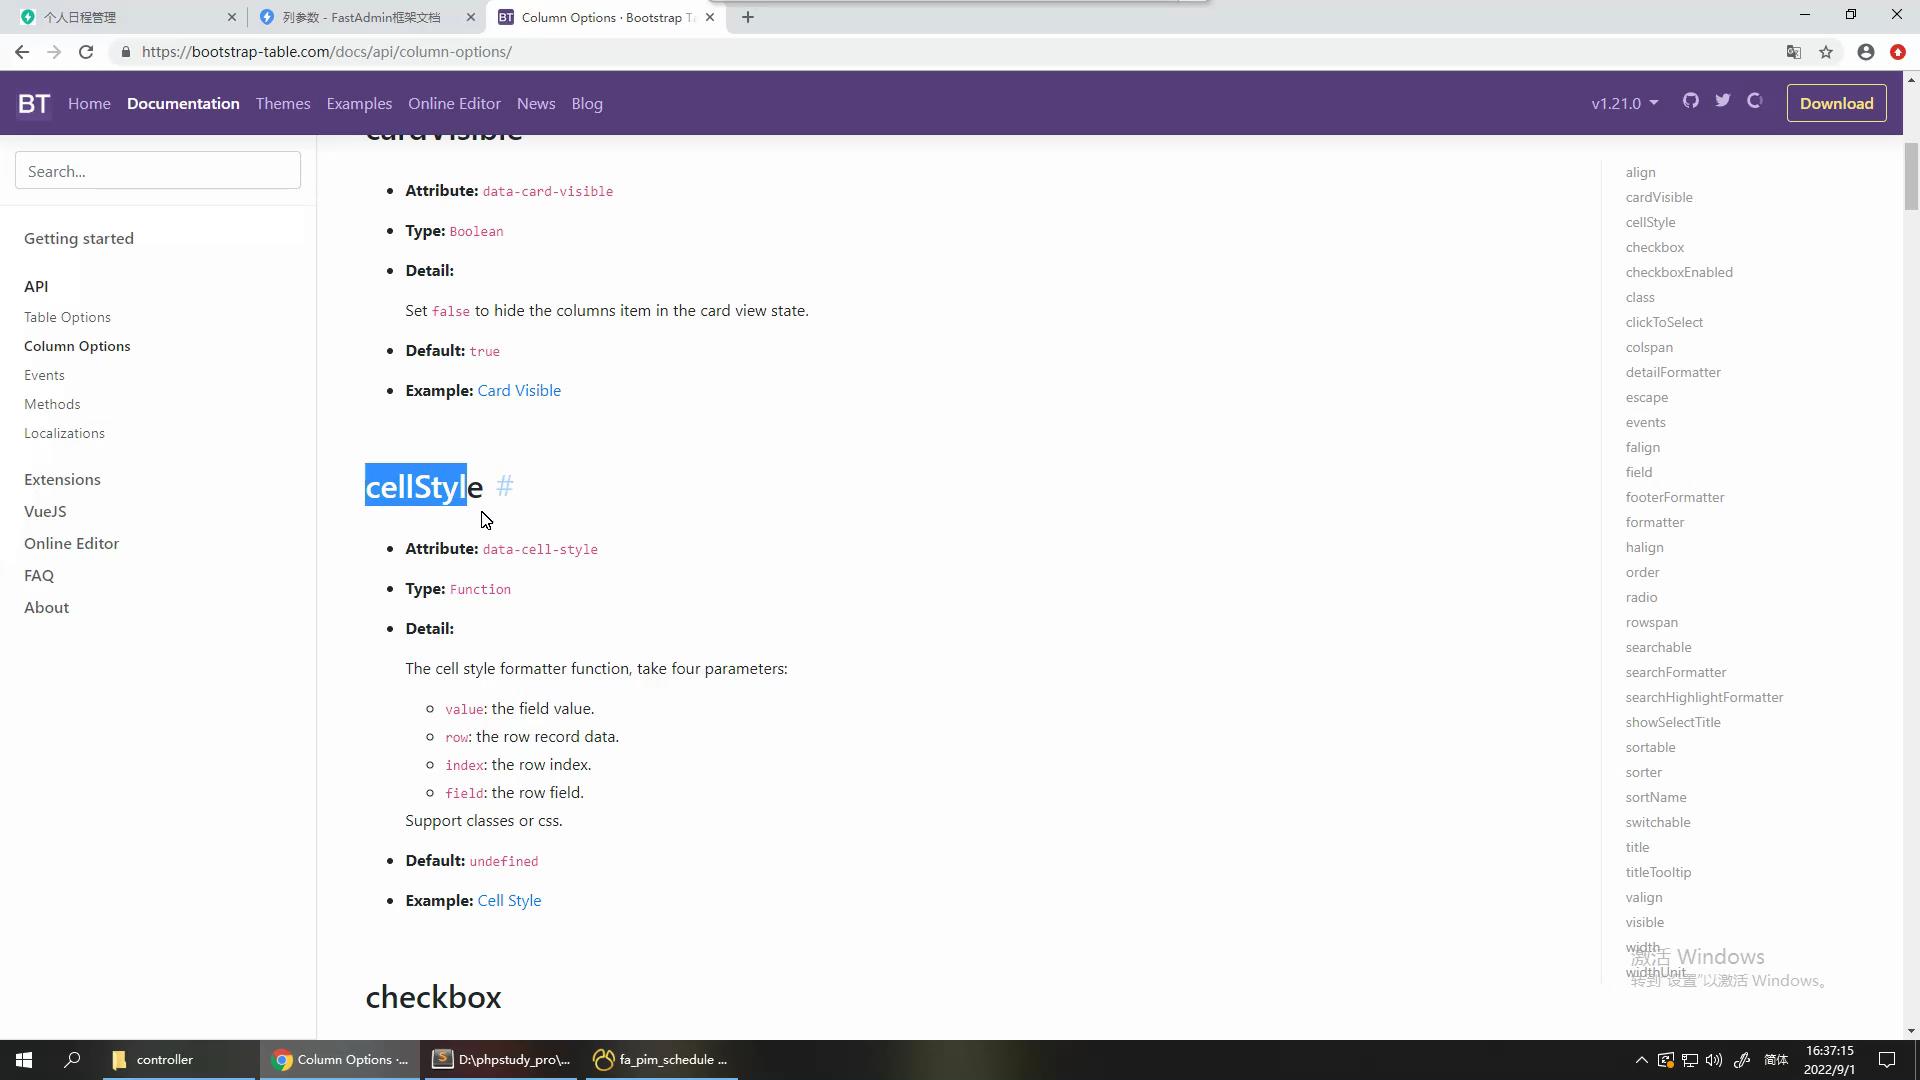 个人日程管理
列参数 - FastAdmin框架文档
BT Column Options · Bootstrap Ta
https://bootstrap-table.com/docs/api/column-options/
BT Home Documentation Themes Examples Online Editor News Blog v1.21.0 Download
Search...
Getting started
API
Table Options
Column Options
Events
Methods
Localizations
Extensions
VueJS
Online Editor
FAQ
About
cardVisible
Attribute: data-card-visible
Type: Boolean
Detail:
Set false to hide the columns item in the card view state.
Default: true
Example: Card Visible
cellStyle #
Attribute: data-cell-style
Type: Function
Detail:
The cell style formatter function, take four parameters:
value: the field value.
row: the row record data.
index: the row index.
field: the row field.
Support classes or css.
Default: undefined
Example: Cell Style
checkbox
align
cardVisible
cellStyle
checkbox
checkboxEnabled
class
clickToSelect
colspan
detailFormatter
escape
events
falign
field
footerFormatter
formatter
halign
order
radio
rowspan
searchable
searchFormatter
searchHighlightFormatter
showSelectTitle
sortable
sorter
sortName
switchable
title
titleTooltip
valign
visible
width
widthUnit
激活 Windows
转到"设置"以激活 Windows。
controller
Column Options ·...
D:\phpstudy_pro\...
fa_pim_schedule ...
简体
16:37:15
2022/9/1